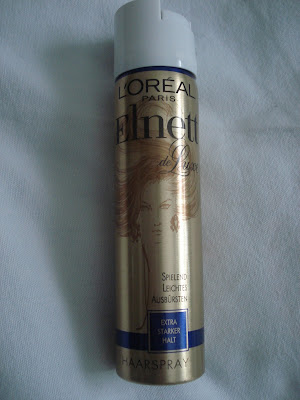 L'ORÉAL
PARIS
Elnett
de Luxe
SPIELEND
LEICHTES
AUSBÜRSTEN
EXTRA
STARKER
HALT
HAARSPRAY